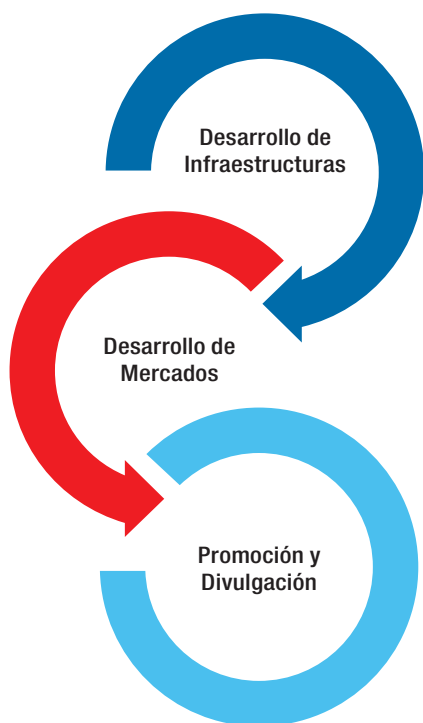 Desarrollo de
Infraestructuras
Desarrollo de
Mercados
Promoción y
Divulgación